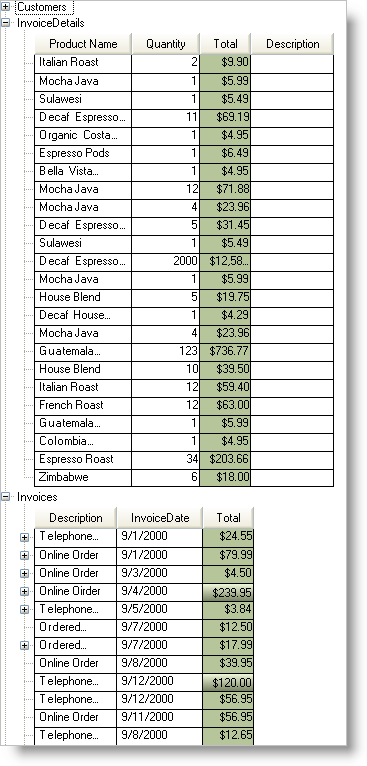 Customers
InvoiceDetails
Product Name Quantity Total Description
Italian Roast 2 $9.90
Mocha Java 1 $5.99
Sulawesi 1 $5.49
Decaf Espresso... 11 $69.19
Organic Costa... 1 $4.95
Espresso Pods 1 $6.49
Bella Vista... 1 $4.95
Mocha Java 12 $71.88
Mocha Java 4 $23.96
Decaf Espresso... 5 $31.45
Sulawesi 1 $5.49
Decaf Espresso... 2000 $12,58...
Mocha Java 1 $5.99
House Blend 5 $19.75
Decaf House... 1 $4.29
Mocha Java 4 $23.96
Guatemala... 123 $736.77
House Blend 10 $39.50
Italian Roast 12 $59.40
French Roast 12 $63.00
Guatemala... 1 $5.99
Colombia... 1 $4.95
Espresso Roast 34 $203.66
Zimbabwe 6 $18.00
Invoices
Description InvoiceDate Total
Telephone... 9/1/2000 $24.55
Online Order 9/1/2000 $79.99
Online Order 9/3/2000 $4.50
Online Oirder 9/4/2000 $239.95
Telephone... 9/5/2000 $3.84
Ordered... 9/7/2000 $12.50
Ordered... 9/7/2000 $17.99
Online Order 9/8/2000 $39.95
Telephone... 9/12/2000 $120.00
Telephone... 9/12/2000 $56.95
Online Order 9/11/2000 $56.95
Telephone... 9/8/2000 $12.65